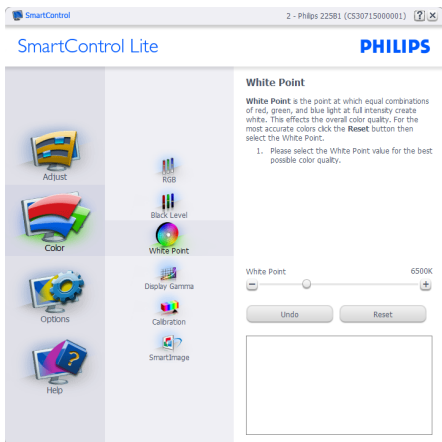 SmartControl
2 - Philips 225B1 (CS30715000001)
SmartControl Lite
PHILIPS
Adjust
Color
Options
Help
RGB
Black Level
White Point
Display Gamma
Calibration
SmartImage
White Point
White Point is the point at which equal combinations
of red, green, and blue light at full intensity create
white. This effects the overall color quality. For the
most accurate colors click the Reset button then
select the White Point.
1. Please select the White Point value for the best
possible color quality.
White Point 6500K
Undo
Reset